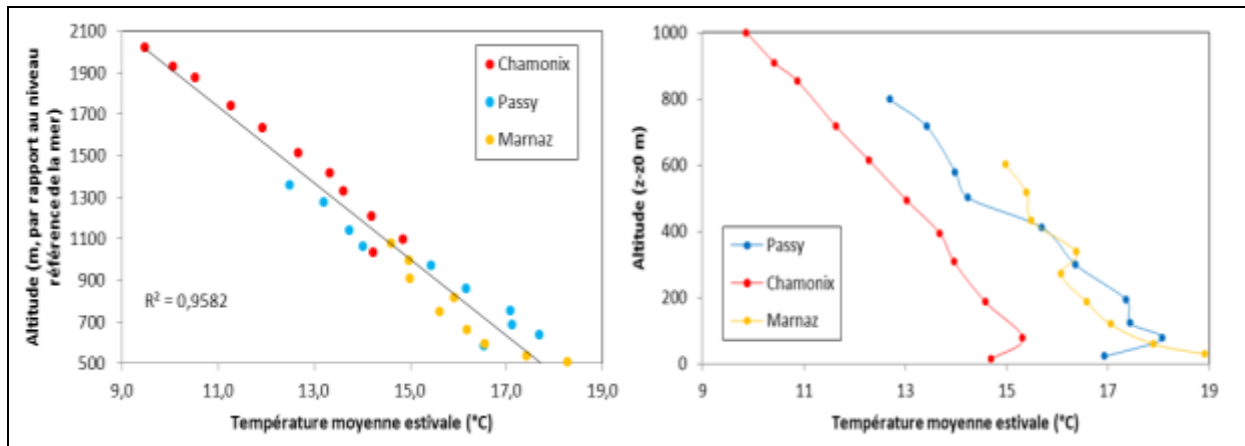 Altitude (m, par rapport au niveau
référence de la mer)
2100
1900
1700
1500
1300
1100
900
700
500
Chamonix
Passy
Marnaz
R² = 0,9582
9,0
11,0
13,0
15,0
17,0
19,0
Température moyenne estivale (°C)
Altitude (z-z0 m)
1000
800
600
400
200
0
Passy
Chamonix
Marnaz
9
11
13
15
17
19
Température moyenne estivale (°C)